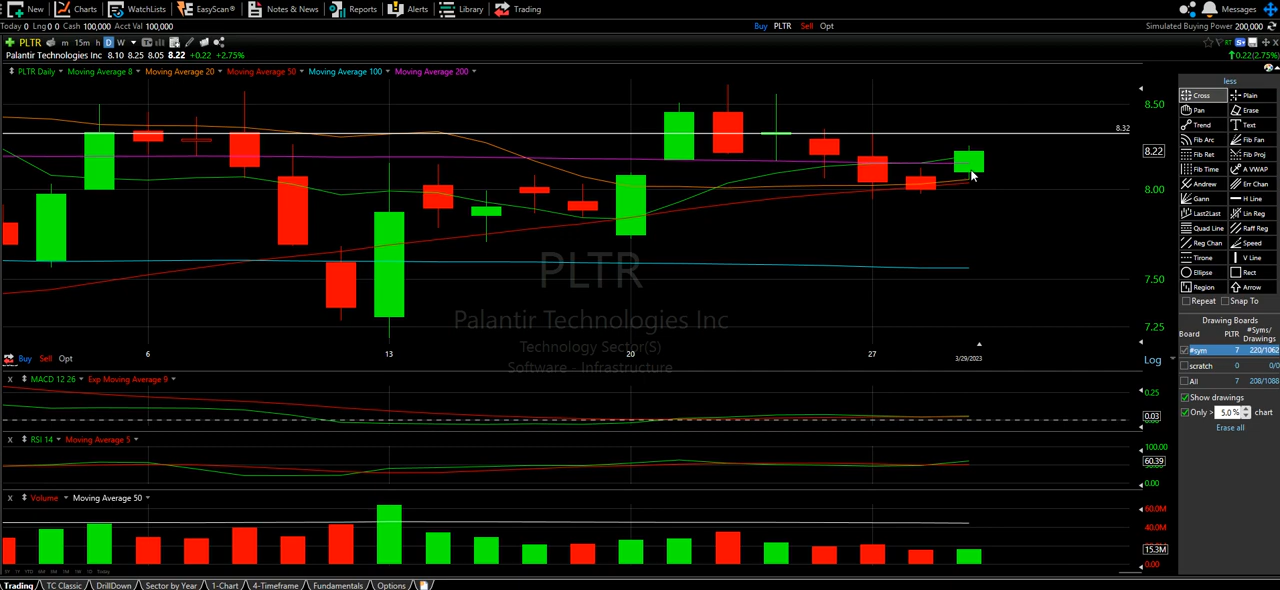 New Charts WatchLists EasyScan® Notes & News Reports Alerts Library Trading Messages
Today 0 Lng 0 0 Cash 100,000 Acct Val 100,000 Buy PLTR Sell Opt Simulated Buying Power 200,000
PLTR m 15m h D W RT
Palantir Technologies Inc 8.10 8.25 8.05 8.22 +0.22 +2.75% 0.22(2.75%)
PLTR Daily Moving Average 8 Moving Average 20 Moving Average 50 Moving Average 100 Moving Average 200
less
Cross Plain
Pan Erase
Trend Text
Fib Arc Fib Fan
Fib Ret Fib Proj
Fib Time A VWAP
Andrew Err Chan
Gann H Line
Last2Last Lin Reg
Quad Line Raff Reg
Reg Chan Speed
Tirone V Line
Ellipse Rect
Region Arrow
Repeat Snap To
Drawing Boards
Board PLTR #Syms/
Drawings
#sym 7 220/1062
scratch 0 0/0
All 7 208/1088
Show drawings
Only > 5.0 % chart
Erase all
8.50
8.32
8.22
8.00
7.50
7.25
PLTR
Palantir Technologies Inc
Technology Sector(S)
Software - Infrastructure
6 13 20 27 3/29/2023
Buy Sell Opt Log
X MACD 12 26 Exp Moving Average 9
0.25
0.03
X RSI 14 Moving Average 5
100.00
60.39
0.00
X Volume Moving Average 50
60.0M
40.0M
15.3M
0.00
Trading TC Classic DrillDown Sector by Year 1-Chart 4-Timeframe Fundamentals Options